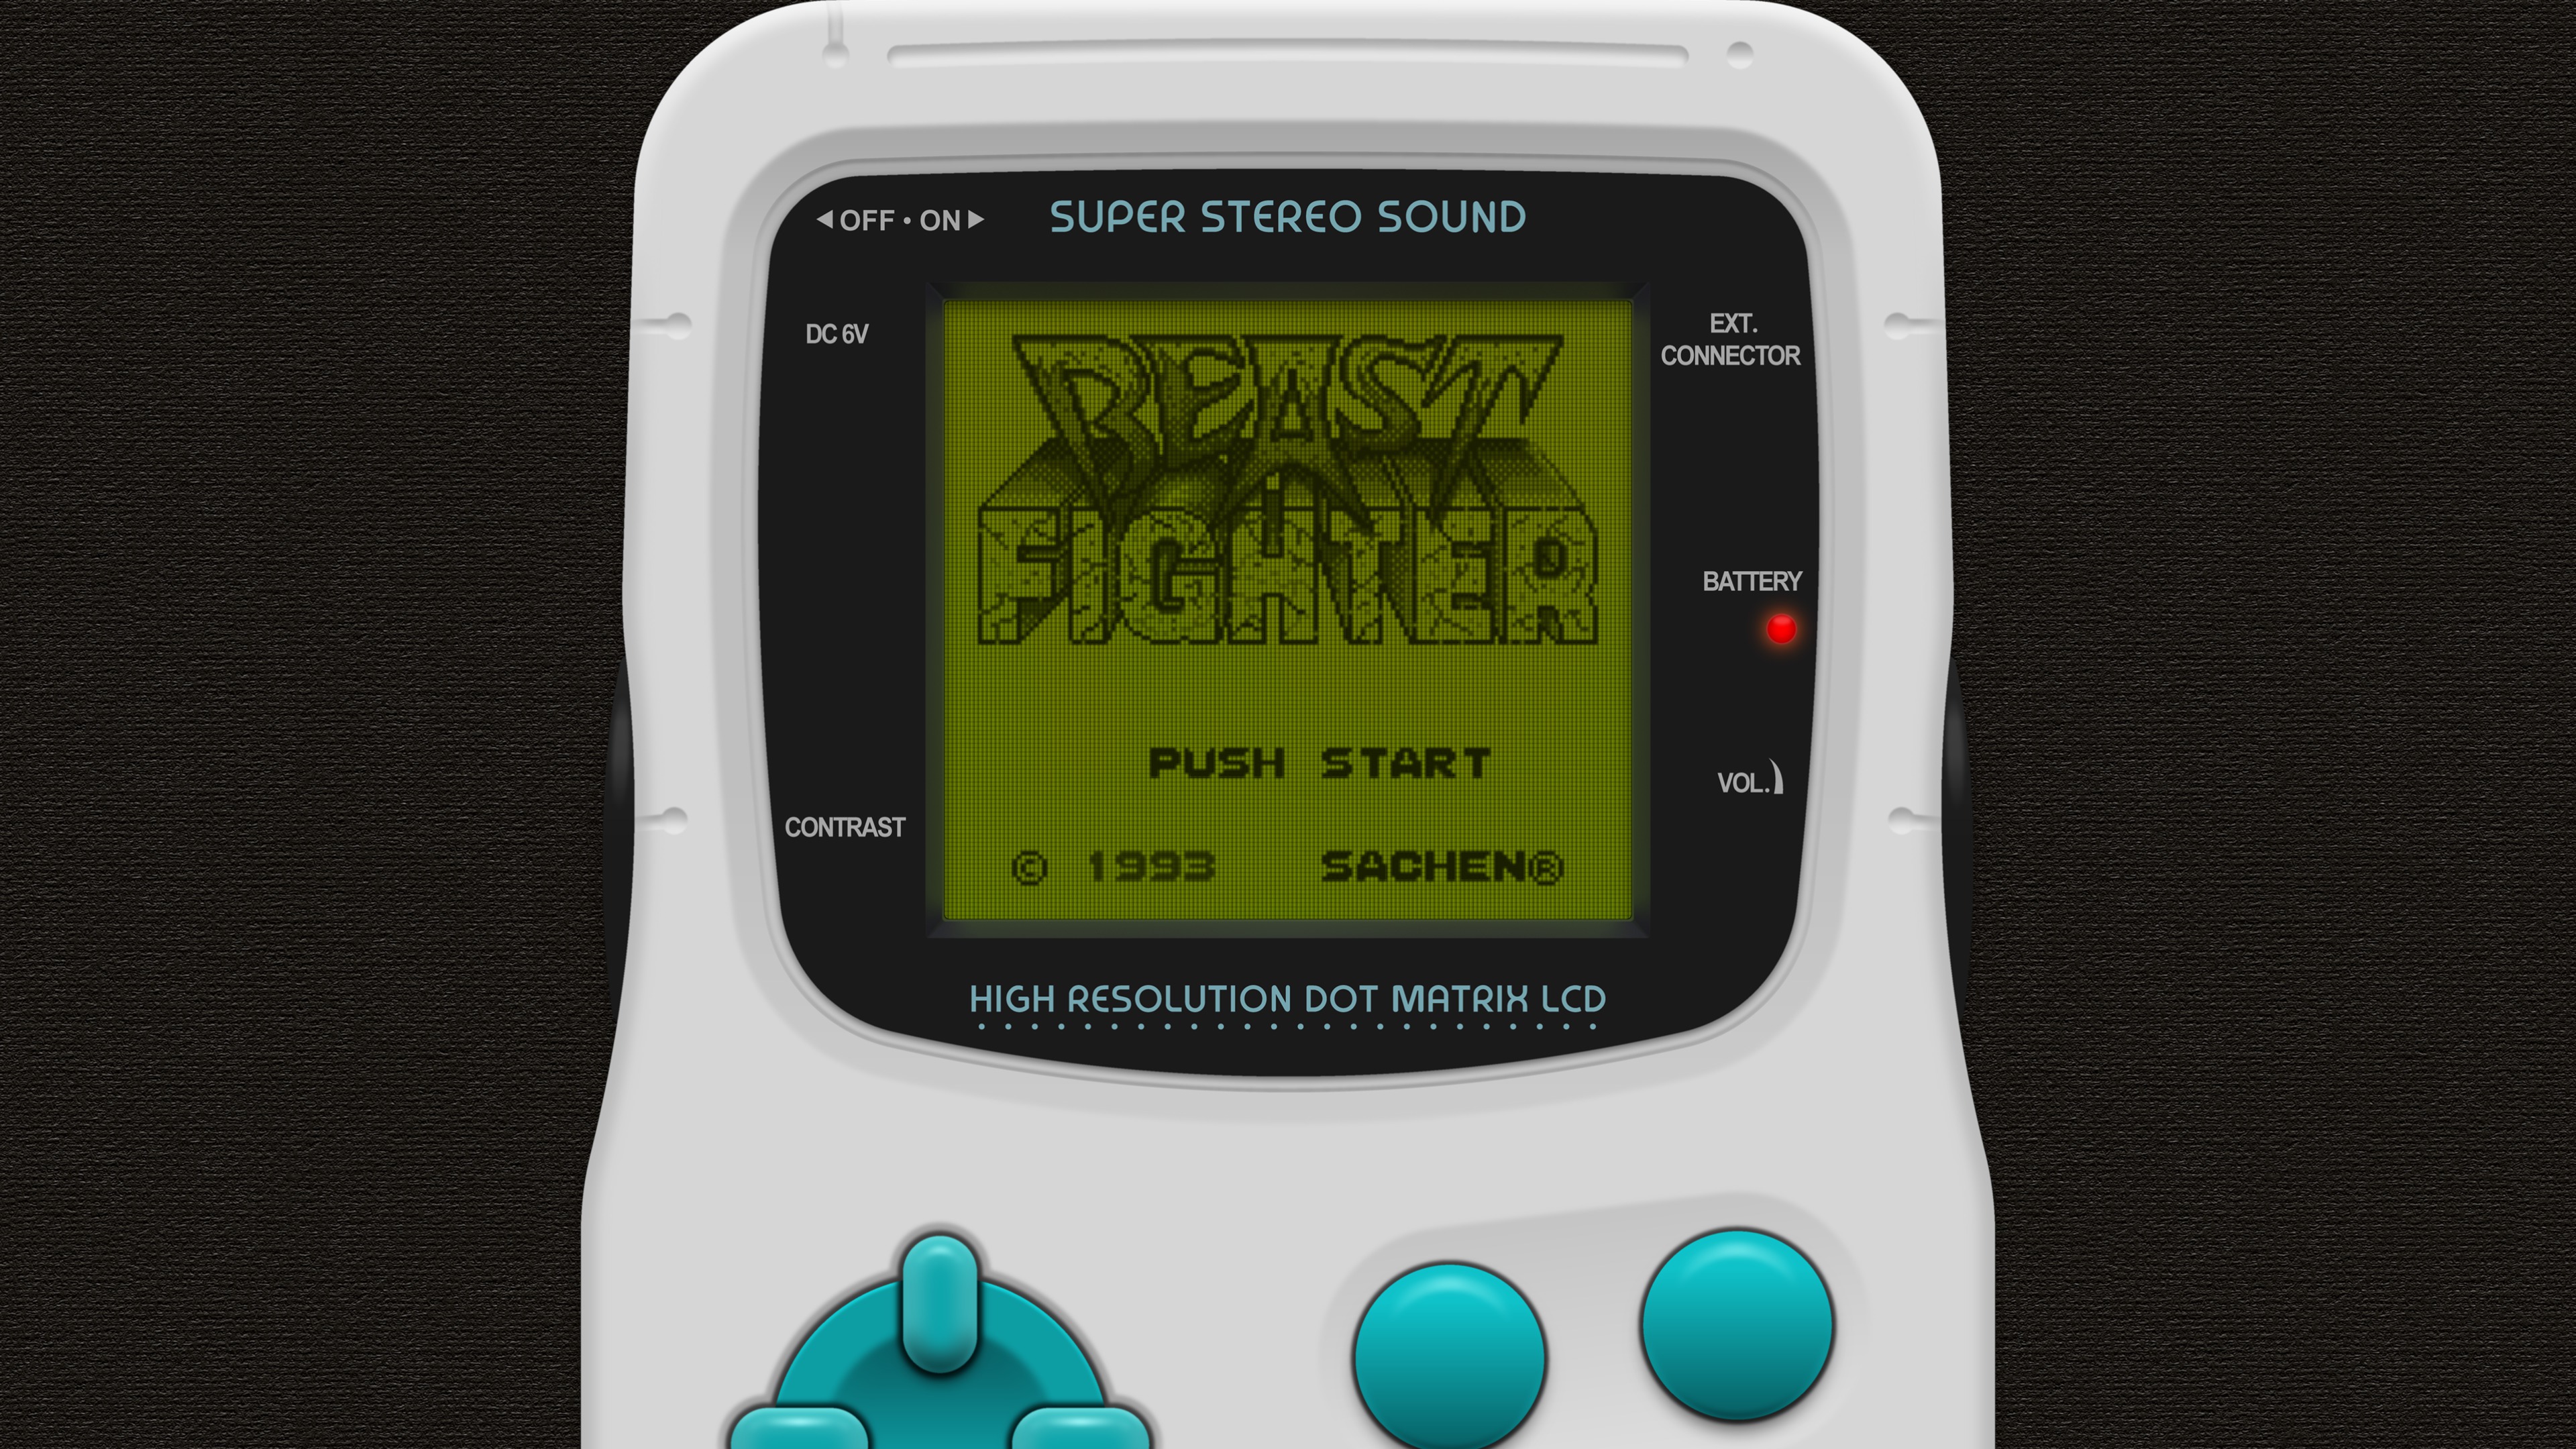 ◀ OFF • ON ▶
SUPER STEREO SOUND
DC 6V
EXT.
CONNECTOR
BEAST
FIGHTER
BATTERY
PUSH START
VOL.
CONTRAST
© 1993 SACHEN®
HIGH RESOLUTION DOT MATRIX LCD